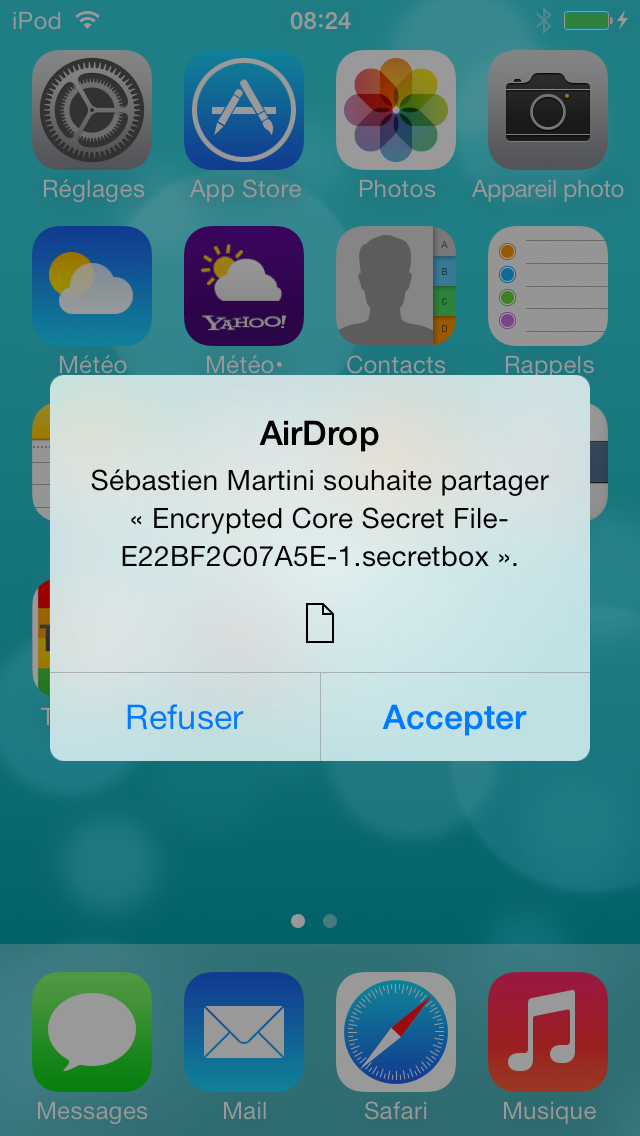 iPod 08:24
Réglages App Store Photos Appareil photo
A
B
C
D
YAHOO!
Météo Météo• Contacts Rappels
AirDrop
Sébastien Martini souhaite partager
« Encrypted Core Secret File-
E22BF2C07A5E-1.secretbox ».
Refuser Accepter
Messages Mail Safari Musique